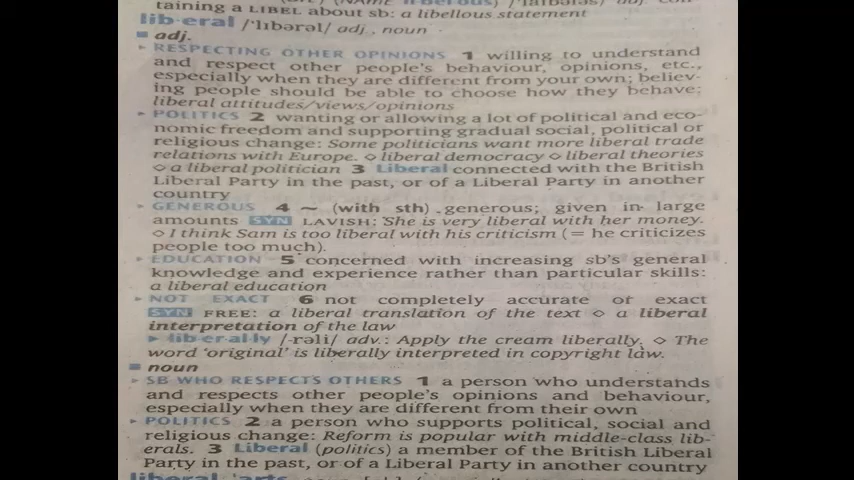 taining a LIBEL about sb: a libellous statement
lib·eral /ˈlɪbərəl/ adj., noun
■ adj.
▸ RESPECTING OTHER OPINIONS 1 willing to understand
and respect other people's behaviour, opinions, etc.,
especially when they are different from your own; believ-
ing people should be able to choose how they behave:
liberal attitudes/views/opinions
▸ POLITICS 2 wanting or allowing a lot of political and eco-
nomic freedom and supporting gradual social, political or
religious change: Some politicians want more liberal trade
relations with Europe. ◇ liberal democracy ◇ liberal theories
◇ a liberal politician 3 Liberal connected with the British
Liberal Party in the past, or of a Liberal Party in another
country
▸ GENEROUS 4 ~ (with sth) generous; given in large
amounts SYN LAVISH: She is very liberal with her money.
◇ I think Sam is too liberal with his criticism (= he criticizes
people too much).
▸ EDUCATION 5 concerned with increasing sb's general
knowledge and experience rather than particular skills:
a liberal education
▸ NOT EXACT 6 not completely accurate or exact
SYN FREE: a liberal translation of the text ◇ a liberal
interpretation of the law
▸ lib·er·al·ly /-rəli/ adv.: Apply the cream liberally. ◇ The
word 'original' is liberally interpreted in copyright law.
■ noun
▸ SB WHO RESPECTS OTHERS 1 a person who understands
and respects other people's opinions and behaviour,
especially when they are different from their own
▸ POLITICS 2 a person who supports political, social and
religious change: Reform is popular with middle-class lib-
erals. 3 Liberal (politics) a member of the British Liberal
Party in the past, or of a Liberal Party in another country
liberal arts